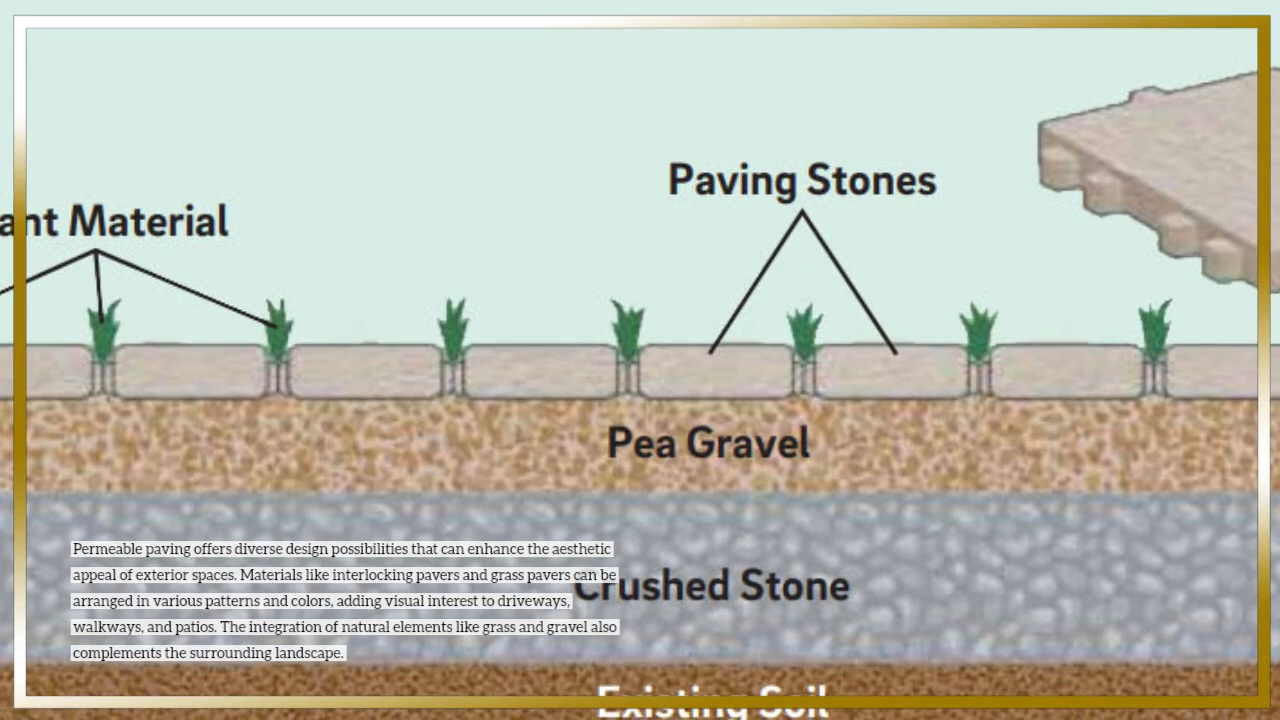 Paving Stones
ant Material
Pea Gravel
Permeable paving offers diverse design possibilities that can enhance the aesthetic
appeal of exterior spaces. Materials like interlocking pavers and grass pavers can be
arranged in various patterns and colors, adding visual interest to driveways,
walkways, and patios. The integration of natural elements like grass and gravel also
complements the surrounding landscape.
Crushed Stone
Existing Soil